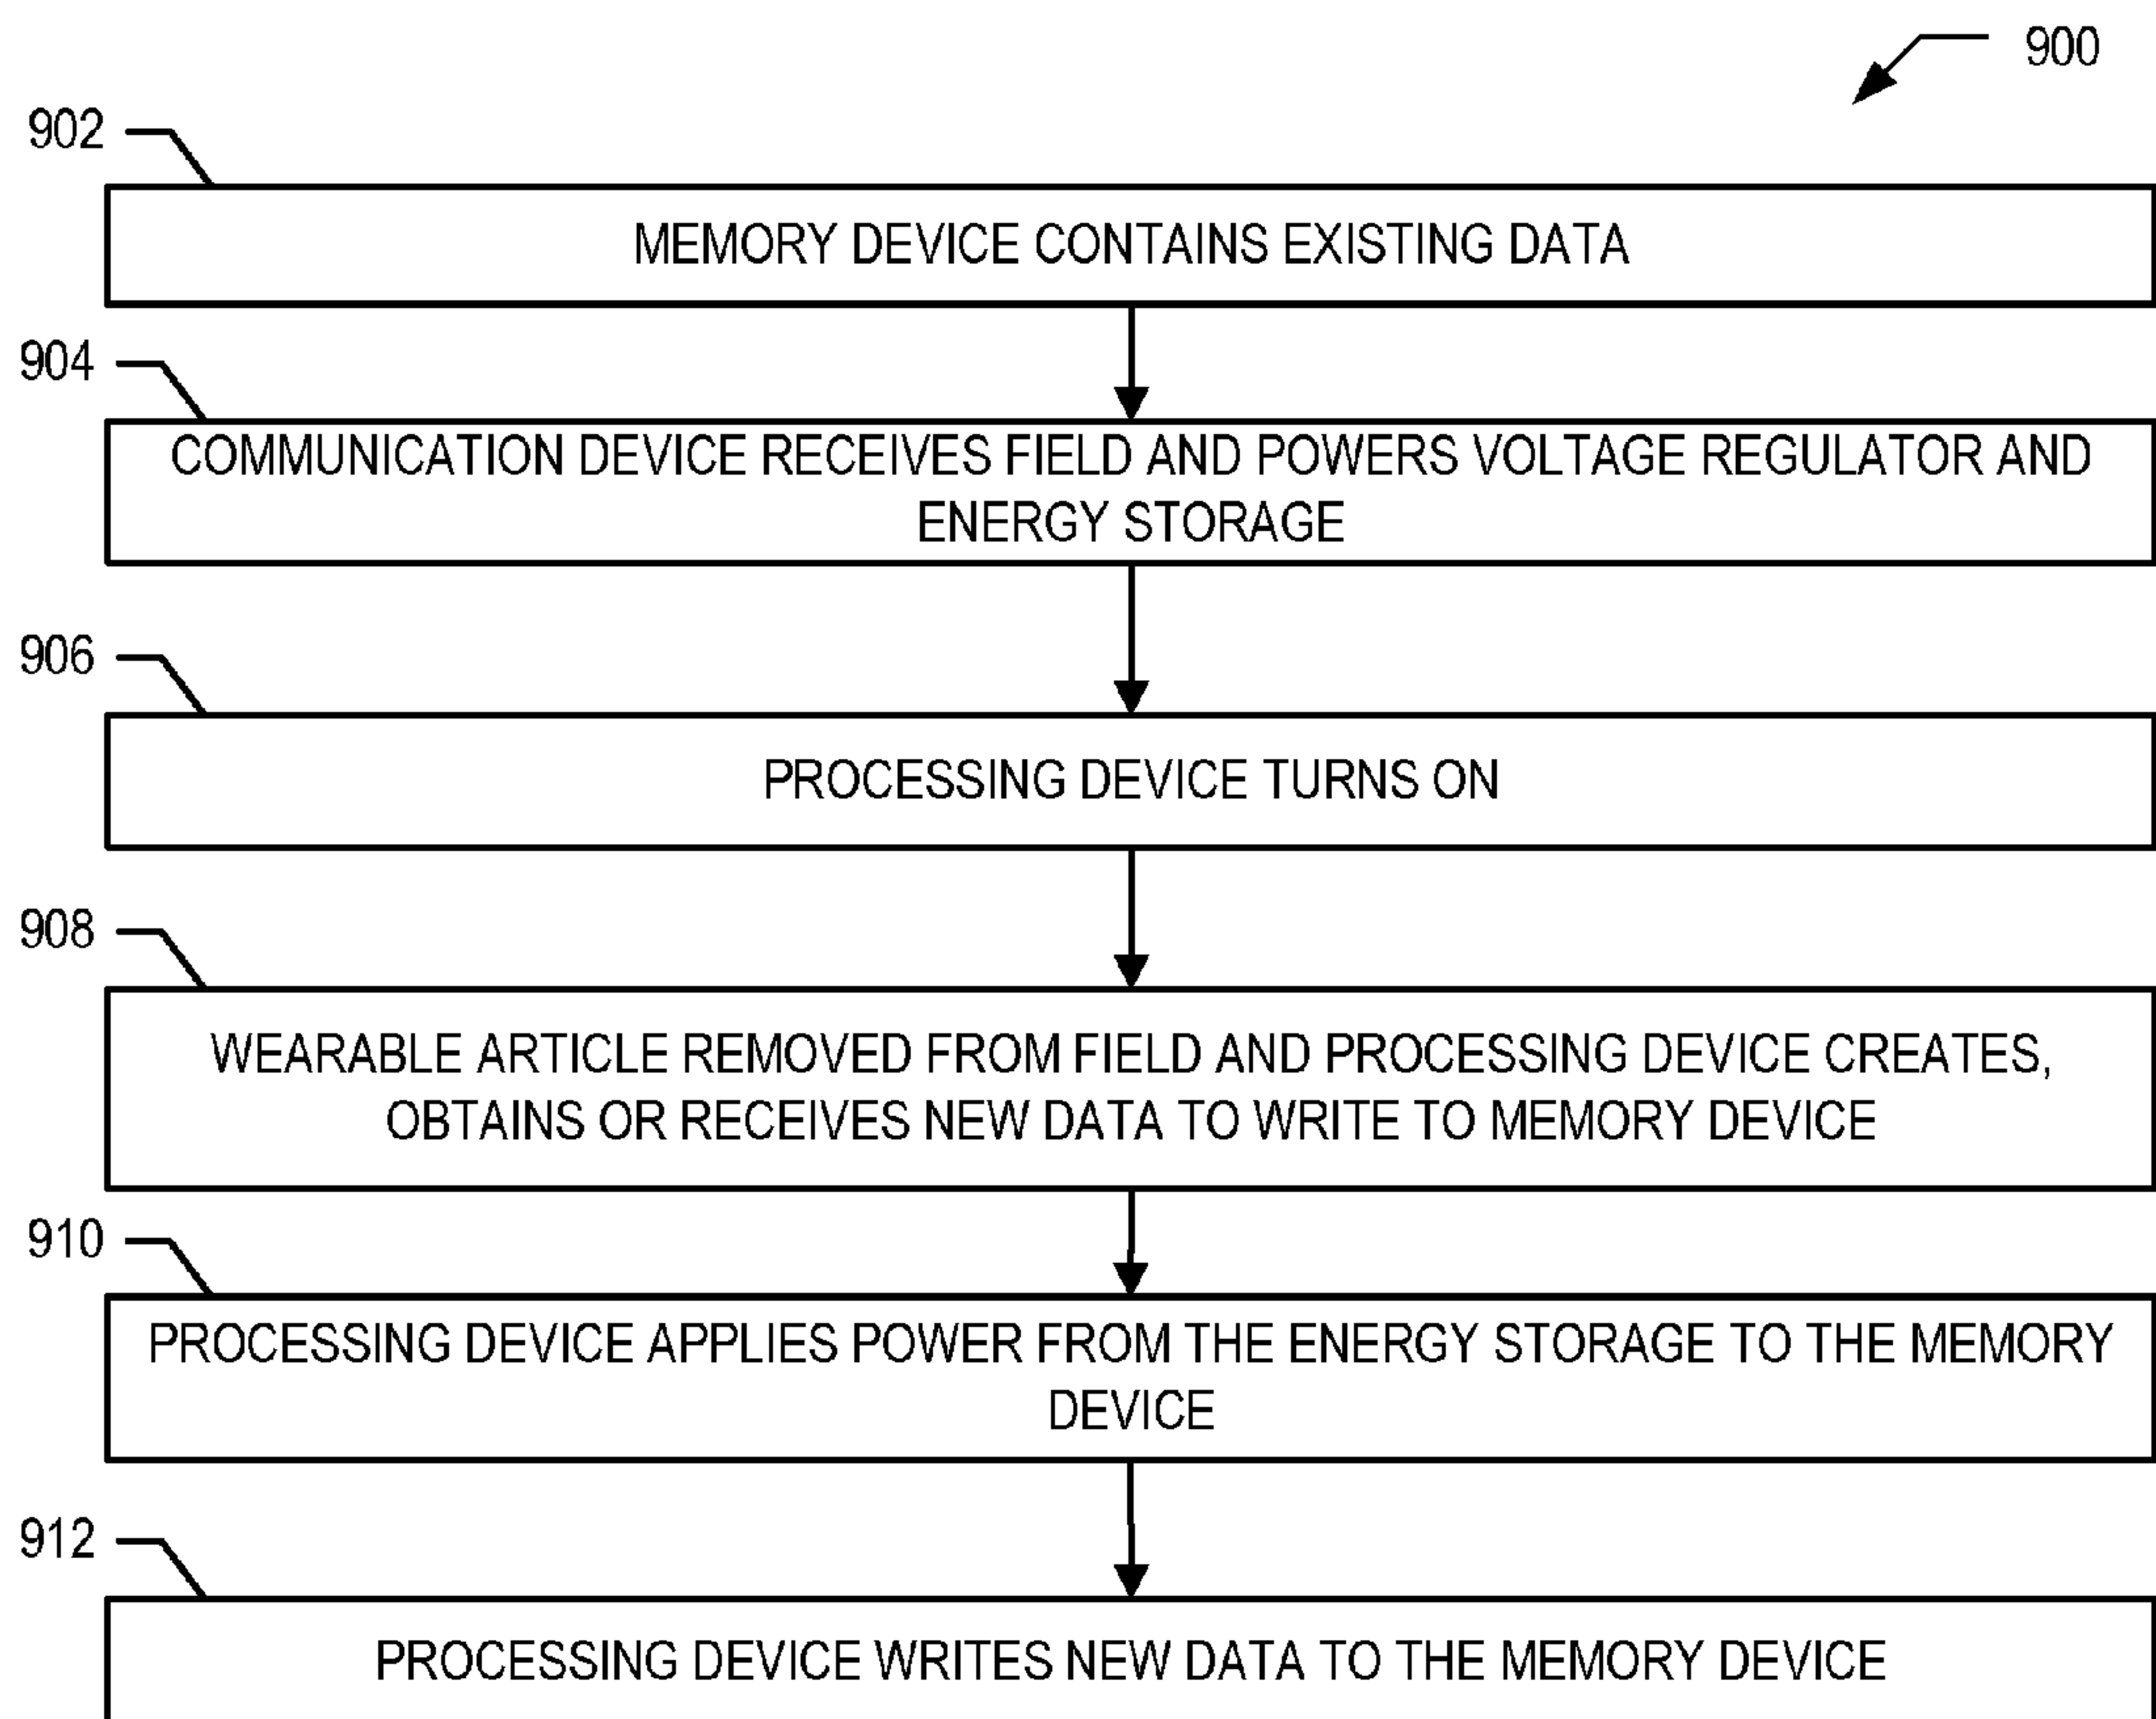 900
902
MEMORY DEVICE CONTAINS EXISTING DATA
904
COMMUNICATION DEVICE RECEIVES FIELD AND POWERS VOLTAGE REGULATOR AND
ENERGY STORAGE
906
PROCESSING DEVICE TURNS ON
908
WEARABLE ARTICLE REMOVED FROM FIELD AND PROCESSING DEVICE CREATES,
OBTAINS OR RECEIVES NEW DATA TO WRITE TO MEMORY DEVICE
910
PROCESSING DEVICE APPLIES POWER FROM THE ENERGY STORAGE TO THE MEMORY
DEVICE
912
PROCESSING DEVICE WRITES NEW DATA TO THE MEMORY DEVICE